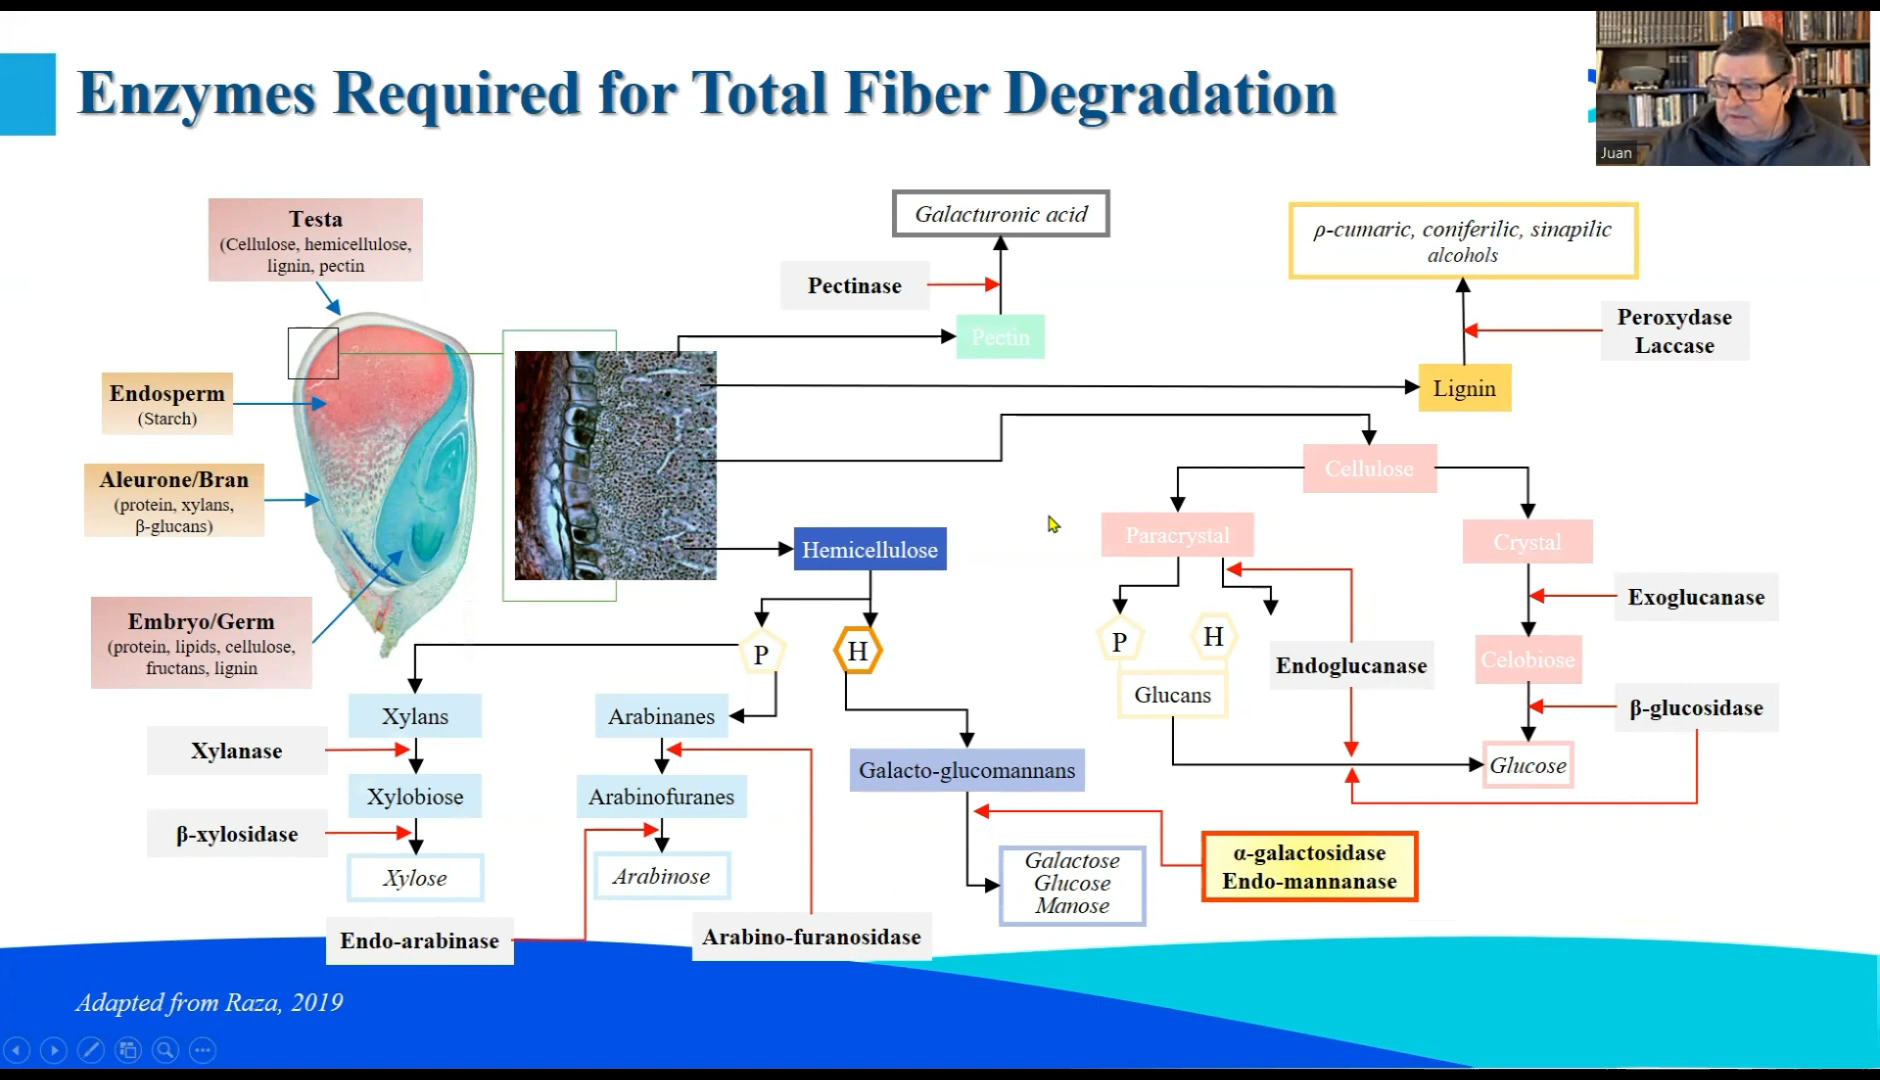 Enzymes Required for Total Fiber Degradation
Juan
Testa
(Cellulose, hemicellulose,
lignin, pectin
Endosperm
(Starch)
Aleurone/Bran
(protein, xylans,
β-glucans)
Embryo/Germ
(protein, lipids, cellulose,
fructans, lignin
Galacturonic acid
Pectinase
Pectin
ρ-cumaric, coniferilic, sinapilic
alcohols
Peroxydase
Laccase
Lignin
Cellulose
Paracrystal
Crystal
Exoglucanase
P
H
Endoglucanase
Celobiose
Glucans
β-glucosidase
Glucose
Hemicellulose
P
H
Xylans
Arabinanes
Xylanase
Galacto-glucomannans
Xylobiose
Arabinofuranes
β-xylosidase
Xylose
Arabinose
Galactose
Glucose
Manose
α-galactosidase
Endo-mannanase
Endo-arabinase
Arabino-furanosidase
Adapted from Raza, 2019